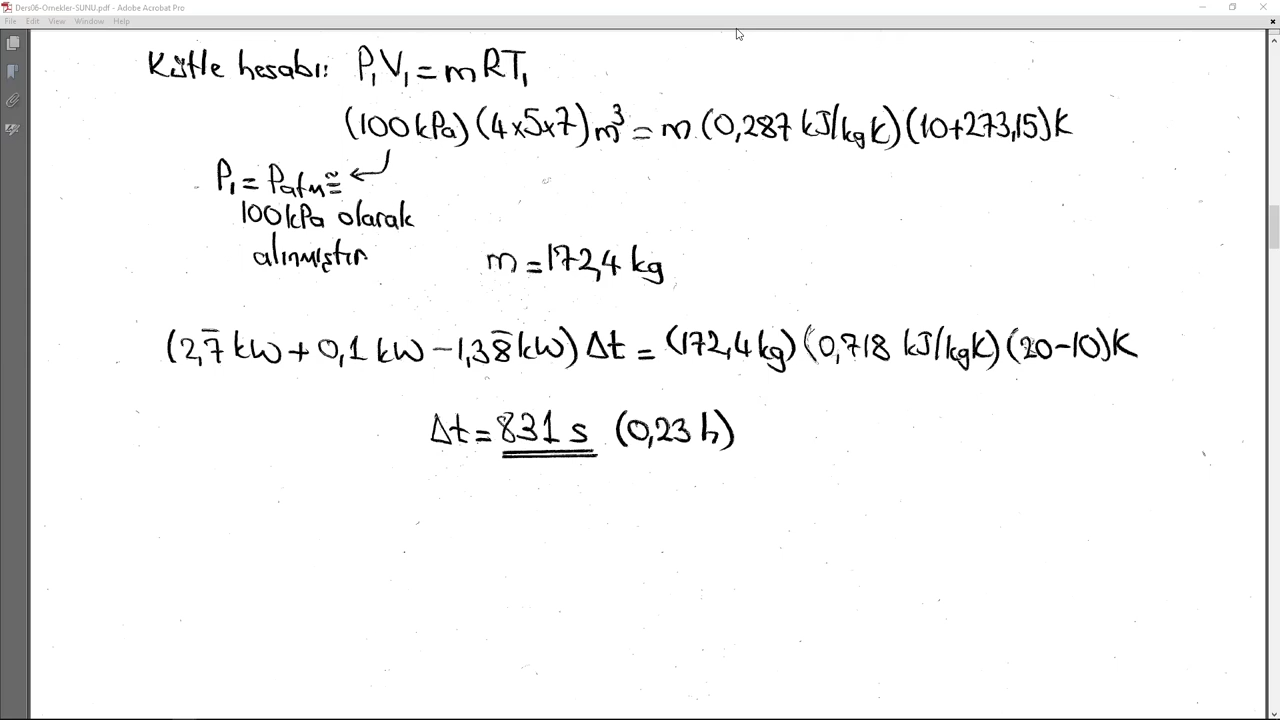 Ders06-Ornekler-SUNU.pdf - Adobe Acrobat Pro
File Edit View Window Help
Kütle hesabı: P₁V₁ = mRT₁
(100 kPa) (4x5x7) m³ = m (0,287 kJ/kgK) (10+273,15) K
P₁ = Patm ≅
100 kPa olarak
alınmıştır
m = 172,4 kg
(2,7̅ kW + 0,1 kW - 1,38̅ kW) Δt = (172,4 kg) (0,718 kJ/kgK) (20-10) K
Δt = 831 s (0,23 h)